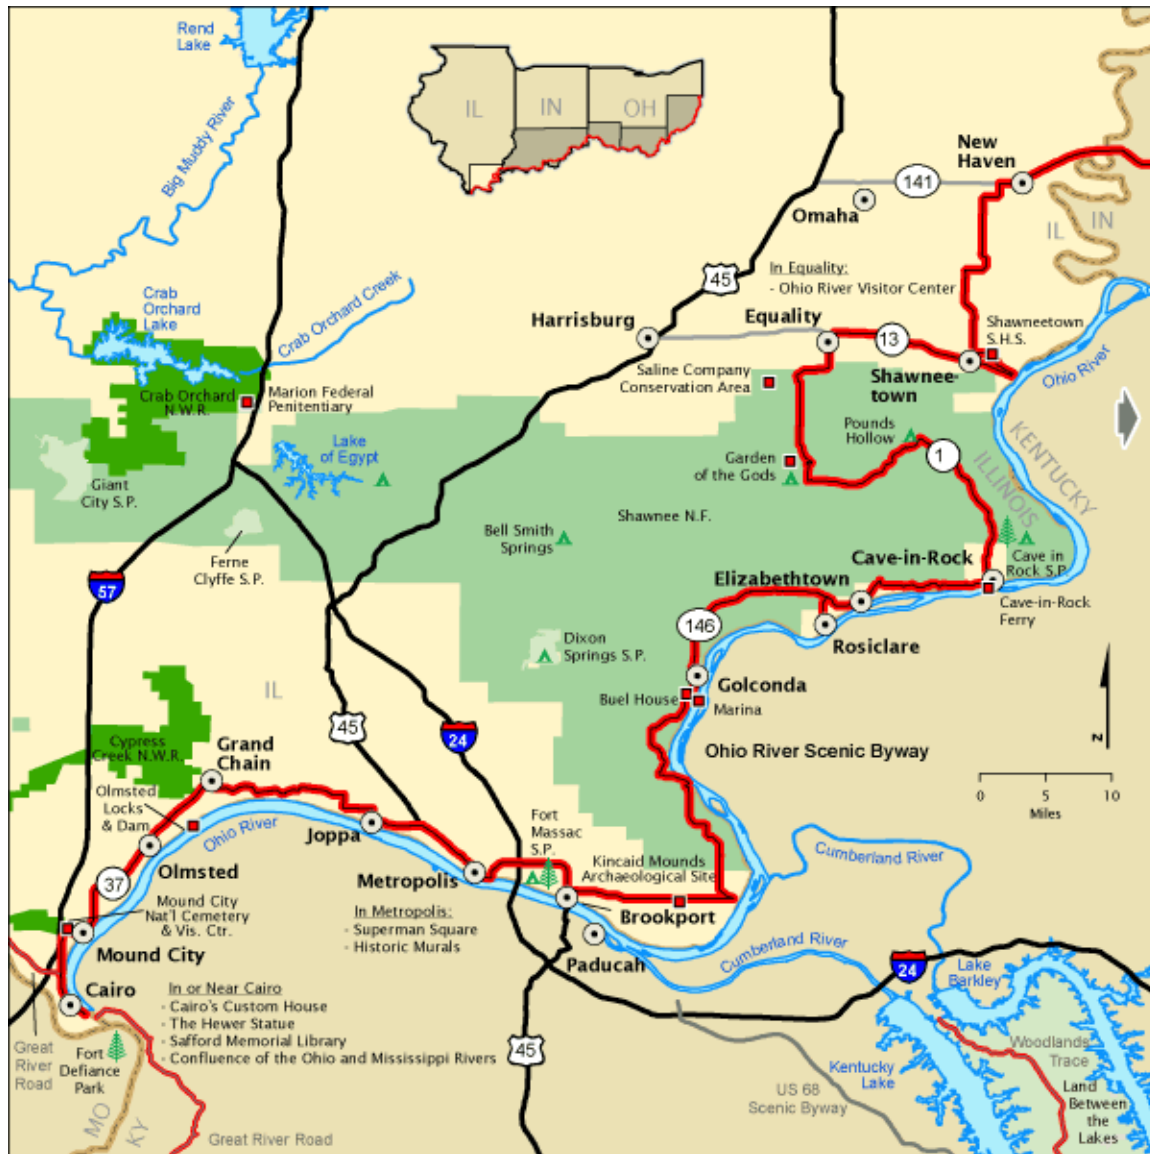 Rend
Lake
Big Muddy River
IL
IN
OH
New
Haven
141
Omaha
IL
IN
45
In Equality:
- Ohio River Visitor Center
Crab
Orchard
Lake
Crab Orchard Creek
Harrisburg
Equality
13
Shawneetown
S.H.S.
Ohio River
Shawnee-
town
Saline Company
Conservation Area
Crab Orchard
N.W.R.
Marion Federal
Penitentiary
Pounds
Hollow
KENTUCKY
ILLINOIS
Lake
of Egypt
Garden
of the Gods
1
Giant
City S.P.
Shawnee N.F.
Bell Smith
Springs
Ferne
Clyffe S.P.
Cave-in-Rock
Cave in
Rock S.P.
57
Elizabethtown
Cave-in-Rock
Ferry
146
Rosiclare
Dixon
Springs S.P.
IL
Golconda
Buel House
Marina
45
24
Ohio River Scenic Byway
N
Cypress
Creek N.W.R.
Grand
Chain
0
5
10
Miles
Olmsted
Locks
& Dam
Ohio River
Joppa
Fort
Massac
S.P.
Kincaid Mounds
Archaeological Site
Cumberland River
Olmsted
37
Metropolis
Brookport
Mound City
Nat'l Cemetery
& Vis. Ctr.
In Metropolis:
- Superman Square
- Historic Murals
Mound City
Paducah
Cumberland River
24
Lake
Barkley
Cairo
In or Near Cairo
- Cairo's Custom House
- The Hewer Statue
- Safford Memorial Library
- Confluence of the Ohio and Mississippi Rivers
Great
River
Road
Fort
Defiance
Park
45
Woodlands
Trace
Kentucky
Lake
US 68
Scenic Byway
Land
Between
the
Lakes
MO
KY
Great River Road